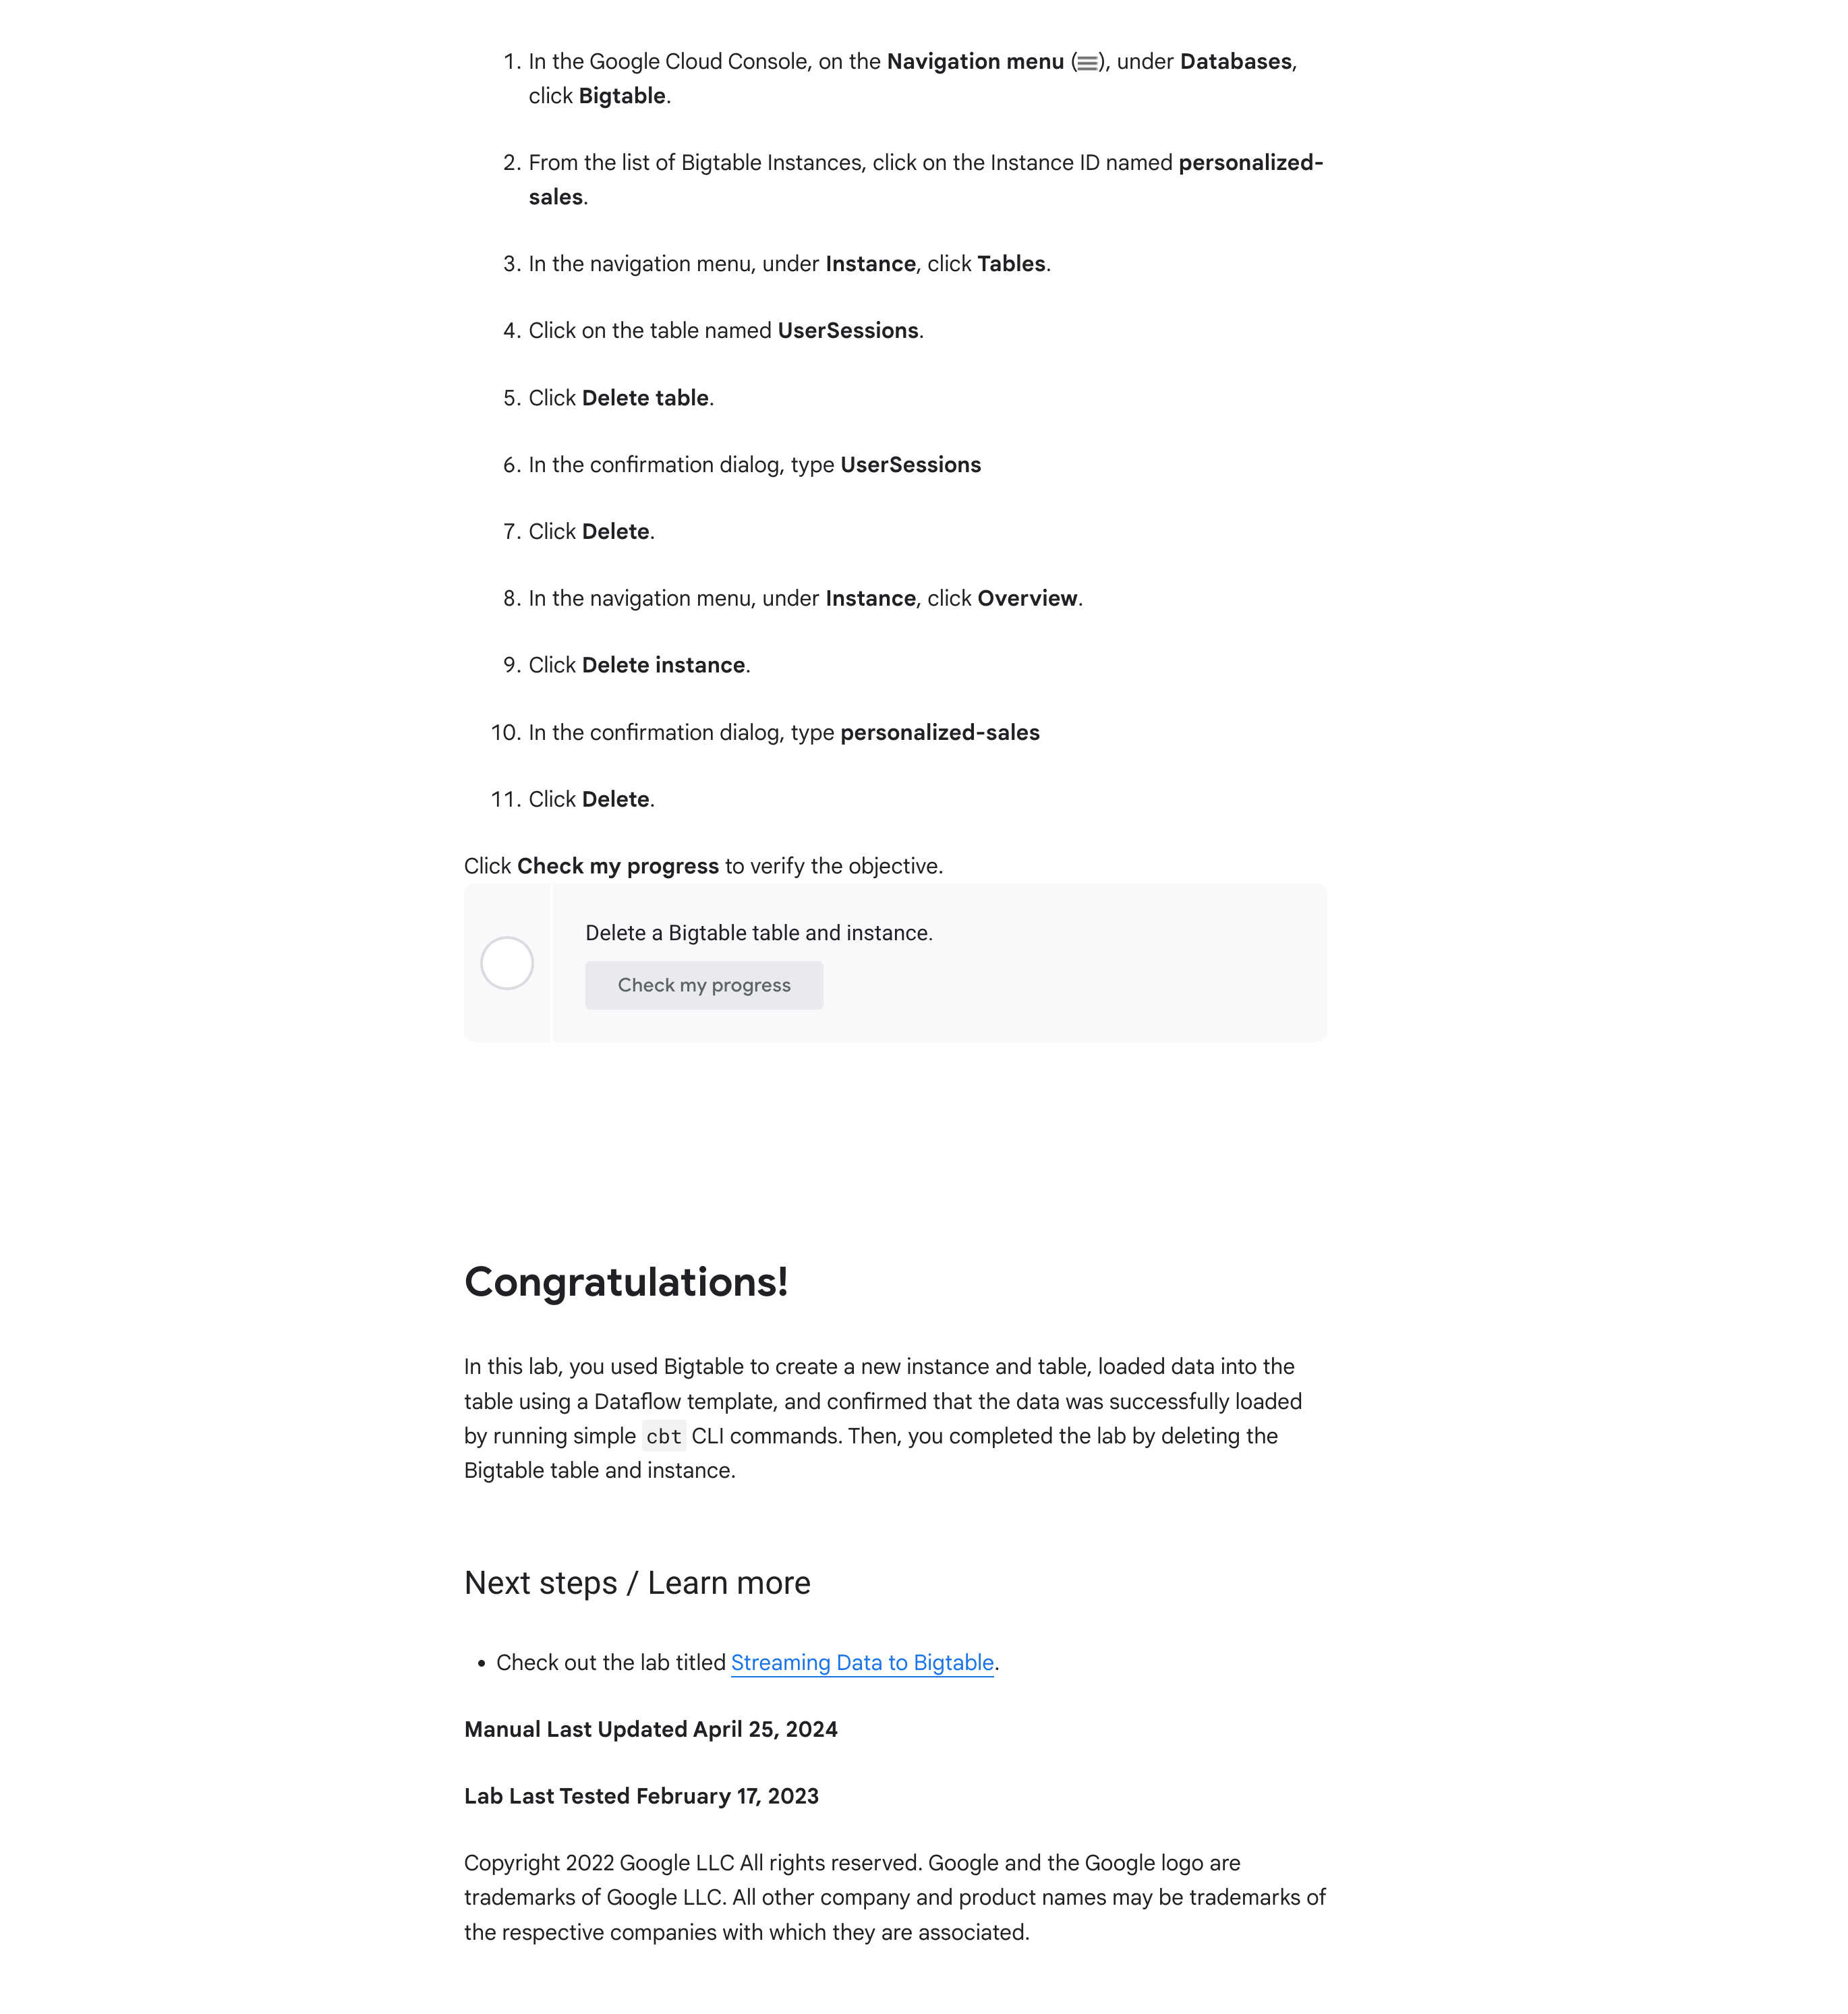 1. In the Google Cloud Console, on the Navigation menu (≡), under Databases,
click Bigtable.
2. From the list of Bigtable Instances, click on the Instance ID named personalized-
sales.
3. In the navigation menu, under Instance, click Tables.
4. Click on the table named UserSessions.
5. Click Delete table.
6. In the confirmation dialog, type UserSessions
7. Click Delete.
8. In the navigation menu, under Instance, click Overview.
9. Click Delete instance.
10. In the confirmation dialog, type personalized-sales
11. Click Delete.
Click Check my progress to verify the objective.
Delete a Bigtable table and instance.
Check my progress
Congratulations!
In this lab, you used Bigtable to create a new instance and table, loaded data into the
table using a Dataflow template, and confirmed that the data was successfully loaded
by running simple cbt CLI commands. Then, you completed the lab by deleting the
Bigtable table and instance.
Next steps / Learn more
• Check out the lab titled Streaming Data to Bigtable.
Manual Last Updated April 25, 2024
Lab Last Tested February 17, 2023
Copyright 2022 Google LLC All rights reserved. Google and the Google logo are
trademarks of Google LLC. All other company and product names may be trademarks of
the respective companies with which they are associated.